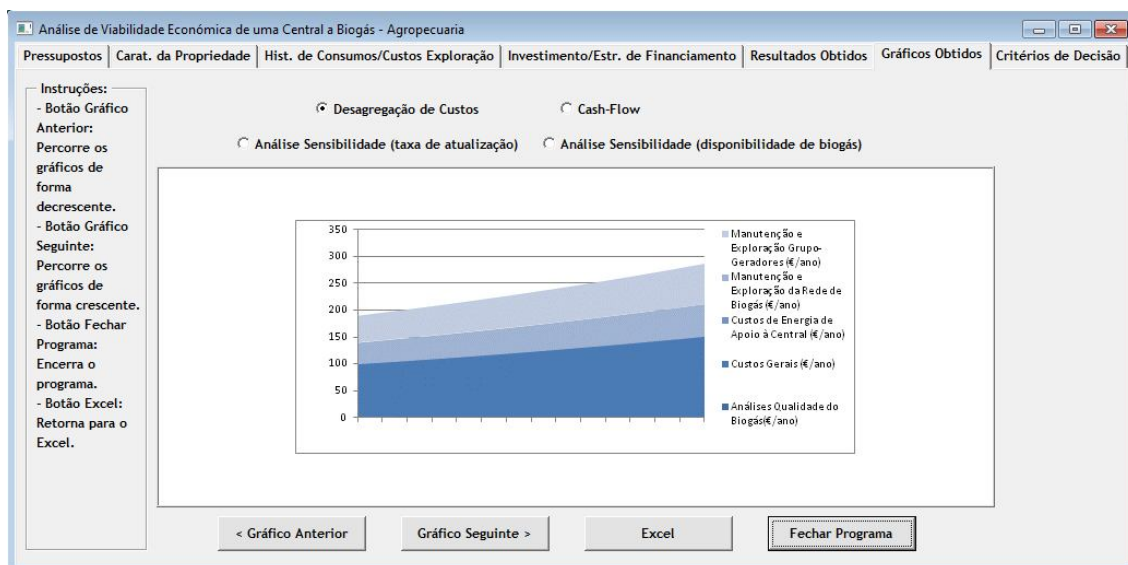 Análise de Viabilidade Económica de uma Central a Biogás - Agropecuaria
Pressupostos
Carat. da Propriedade
Hist. de Consumos/Custos Exploração
Investimento/Estr. de Financiamento
Resultados Obtidos
Gráficos Obtidos
Critérios de Decisão
Instruções:
- Botão Gráfico
Anterior:
Percorre os
gráficos de
forma
decrescente.
- Botão Gráfico
Seguinte:
Percorre os
gráficos de
forma crescente.
- Botão Fechar
Programa:
Encerra o
programa.
- Botão Excel:
Retorna para o
Excel.
Desagregação de Custos
Cash-Flow
Análise Sensibilidade (taxa de atualização)
Análise Sensibilidade (disponibilidade de biogás)
350
300
250
200
150
100
50
0
Manutenção e
Exploração Grupo-
Geradores (€/ano)
Manutenção e
Exploração da Rede de
Biogás (€/ano)
Custos de Energia de
Apoio à Central (€/ano)
Custos Gerais (€/ano)
Análises Qualidade do
Biogás(€/ano)
< Gráfico Anterior
Gráfico Seguinte >
Excel
Fechar Programa